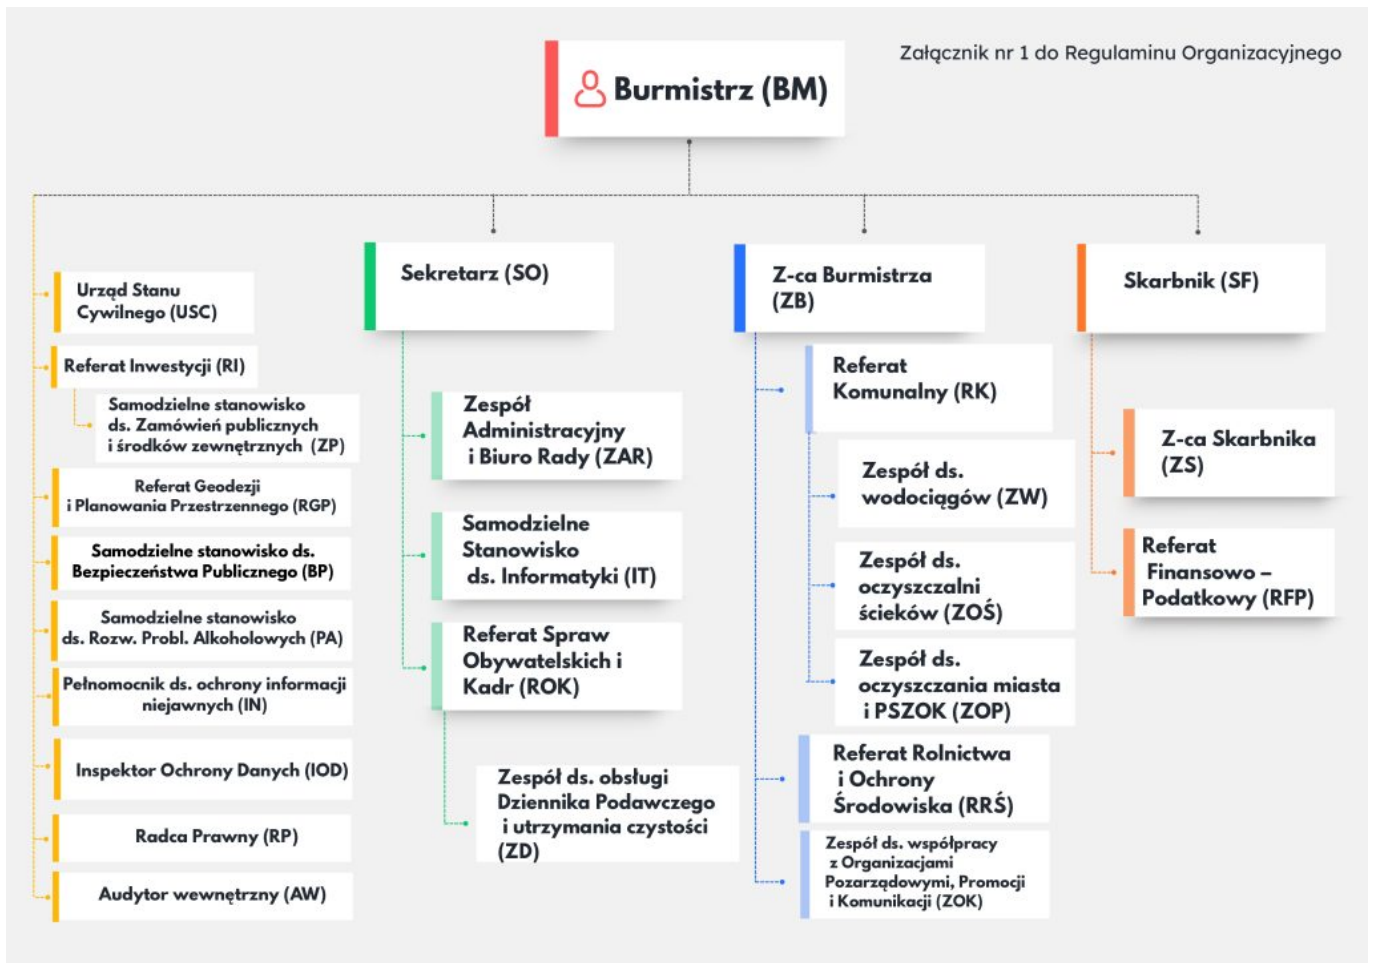 Załącznik nr 1 do Regulaminu Organizacyjnego
Burmistrz (BM)
Urząd Stanu
Cywilnego (USC)
Referat Inwestycji (RI)
Samodzielne stanowisko
ds. Zamówień publicznych
i środków zewnętrznych (ZP)
Referat Geodezji
i Planowania Przestrzennego (RGP)
Samodzielne stanowisko ds.
Bezpieczeństwa Publicznego (BP)
Samodzielne stanowisko
ds. Rozw. Probl. Alkoholowych (PA)
Pełnomocnik ds. ochrony informacji
niejawnych (IN)
Inspektor Ochrony Danych (IOD)
Radca Prawny (RP)
Audytor wewnętrzny (AW)
Sekretarz (SO)
Zespół
Administracyjny
i Biuro Rady (ZAR)
Samodzielne
Stanowisko
ds. Informatyki (IT)
Referat Spraw
Obywatelskich i
Kadr (ROK)
Zespół ds. obsługi
Dziennika Podawczego
i utrzymania czystości
(ZD)
Z-ca Burmistrza
(ZB)
Referat
Komunalny (RK)
Zespół ds.
wodociągów (ZW)
Zespół ds.
oczyszczalni
ścieków (ZOŚ)
Zespół ds.
oczyszczania miasta
i PSZOK (ZOP)
Referat Rolnictwa
i Ochrony
Środowiska (RRŚ)
Zespół ds. współpracy
z Organizacjami
Pozarządowymi, Promocji
i Komunikacji (ZOK)
Skarbnik (SF)
Z-ca Skarbnika
(ZS)
Referat
Finansowo –
Podatkowy (RFP)